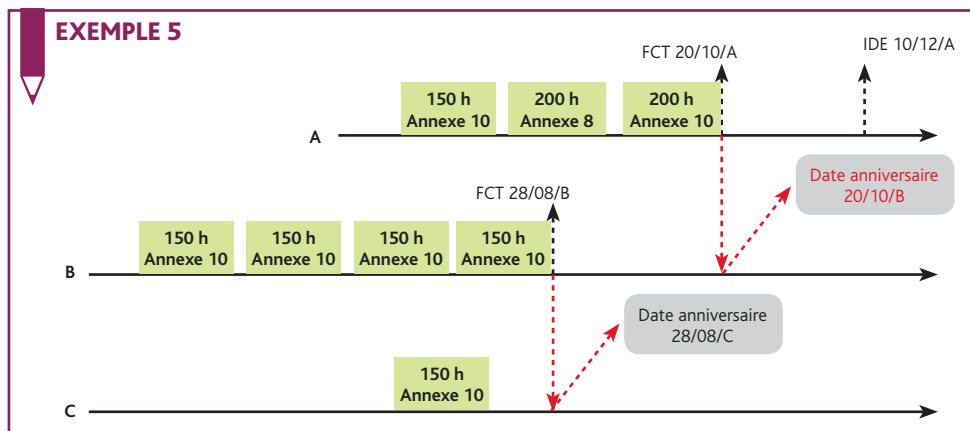 EXEMPLE 5
FCT 20/10/A
IDE 10/12/A
150 h
Annexe 10
200 h
Annexe 8
200 h
Annexe 10
A
Date anniversaire
20/10/B
FCT 28/08/B
150 h
Annexe 10
150 h
Annexe 10
150 h
Annexe 10
150 h
Annexe 10
B
Date anniversaire
28/08/C
150 h
Annexe 10
C